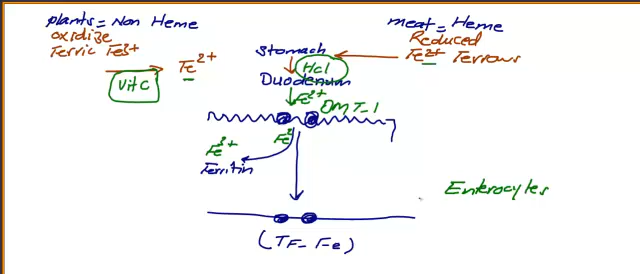 plants = Non Heme
oxidize
Ferric Fe3+
Vit C
Fe2+
meat = Heme
Reduced
Fe2+ Ferrous
Stomach
Hcl
Duodenum
Fe2+
DMT-1
Fe2
Fe3+
Ferritin
Enterocytes
(TF-Fe)